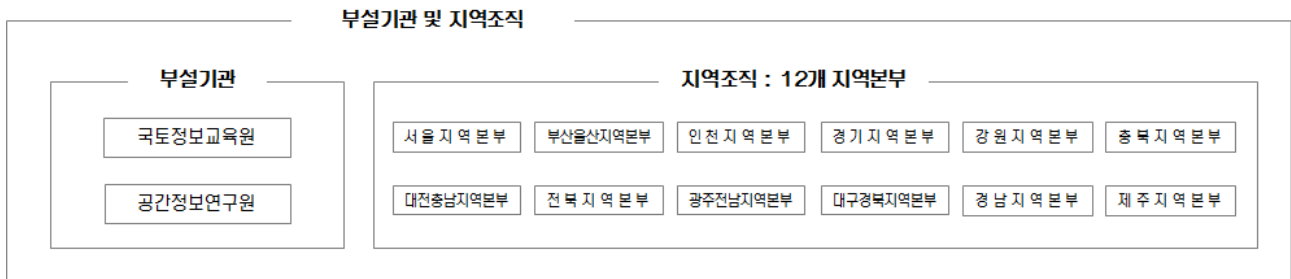 부설기관 및 지역조직
부설기관
지역조직 : 12개 지역본부
국토정보교육원
서울지역본부 부산울산지역본부 인천지역본부 경기지역본부 강원지역본부 충북지역본부
공간정보연구원
대전충남지역본부 전북지역본부 광주전남지역본부 대구경북지역본부 경남지역본부 제주지역본부